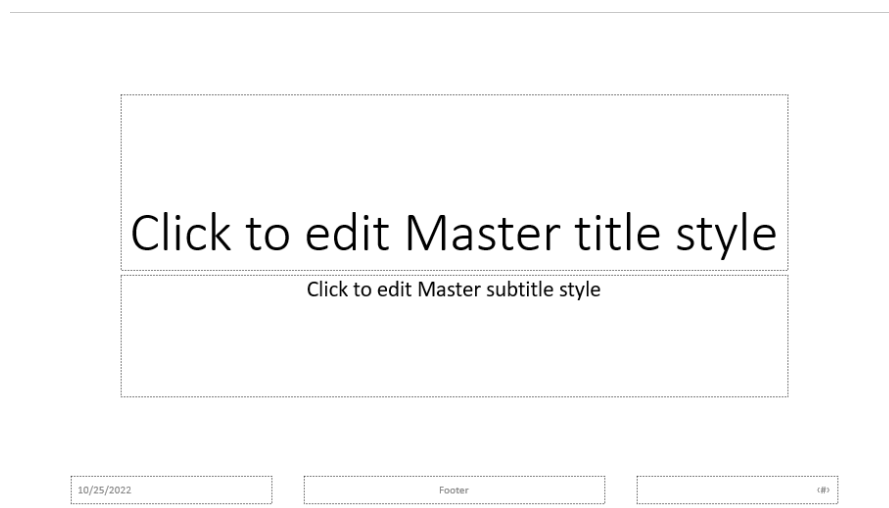 Click to edit Master title style
Click to edit Master subtitle style
10/25/2022
Footer
‹#›